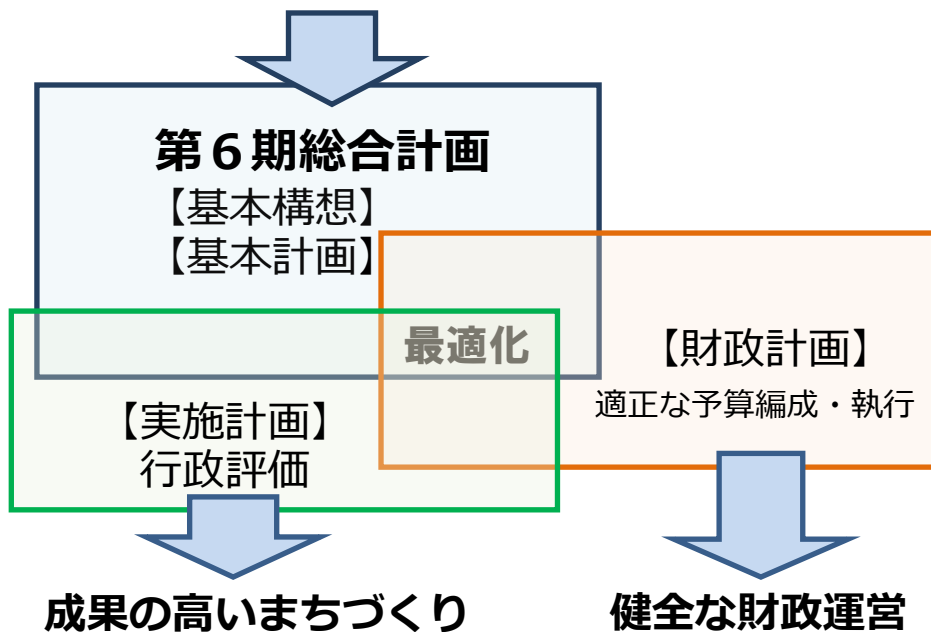 第６期総合計画
【基本構想】
【基本計画】
最適化
【財政計画】
適正な予算編成・執行
【実施計画】
行政評価
成果の高いまちづくり
健全な財政運営